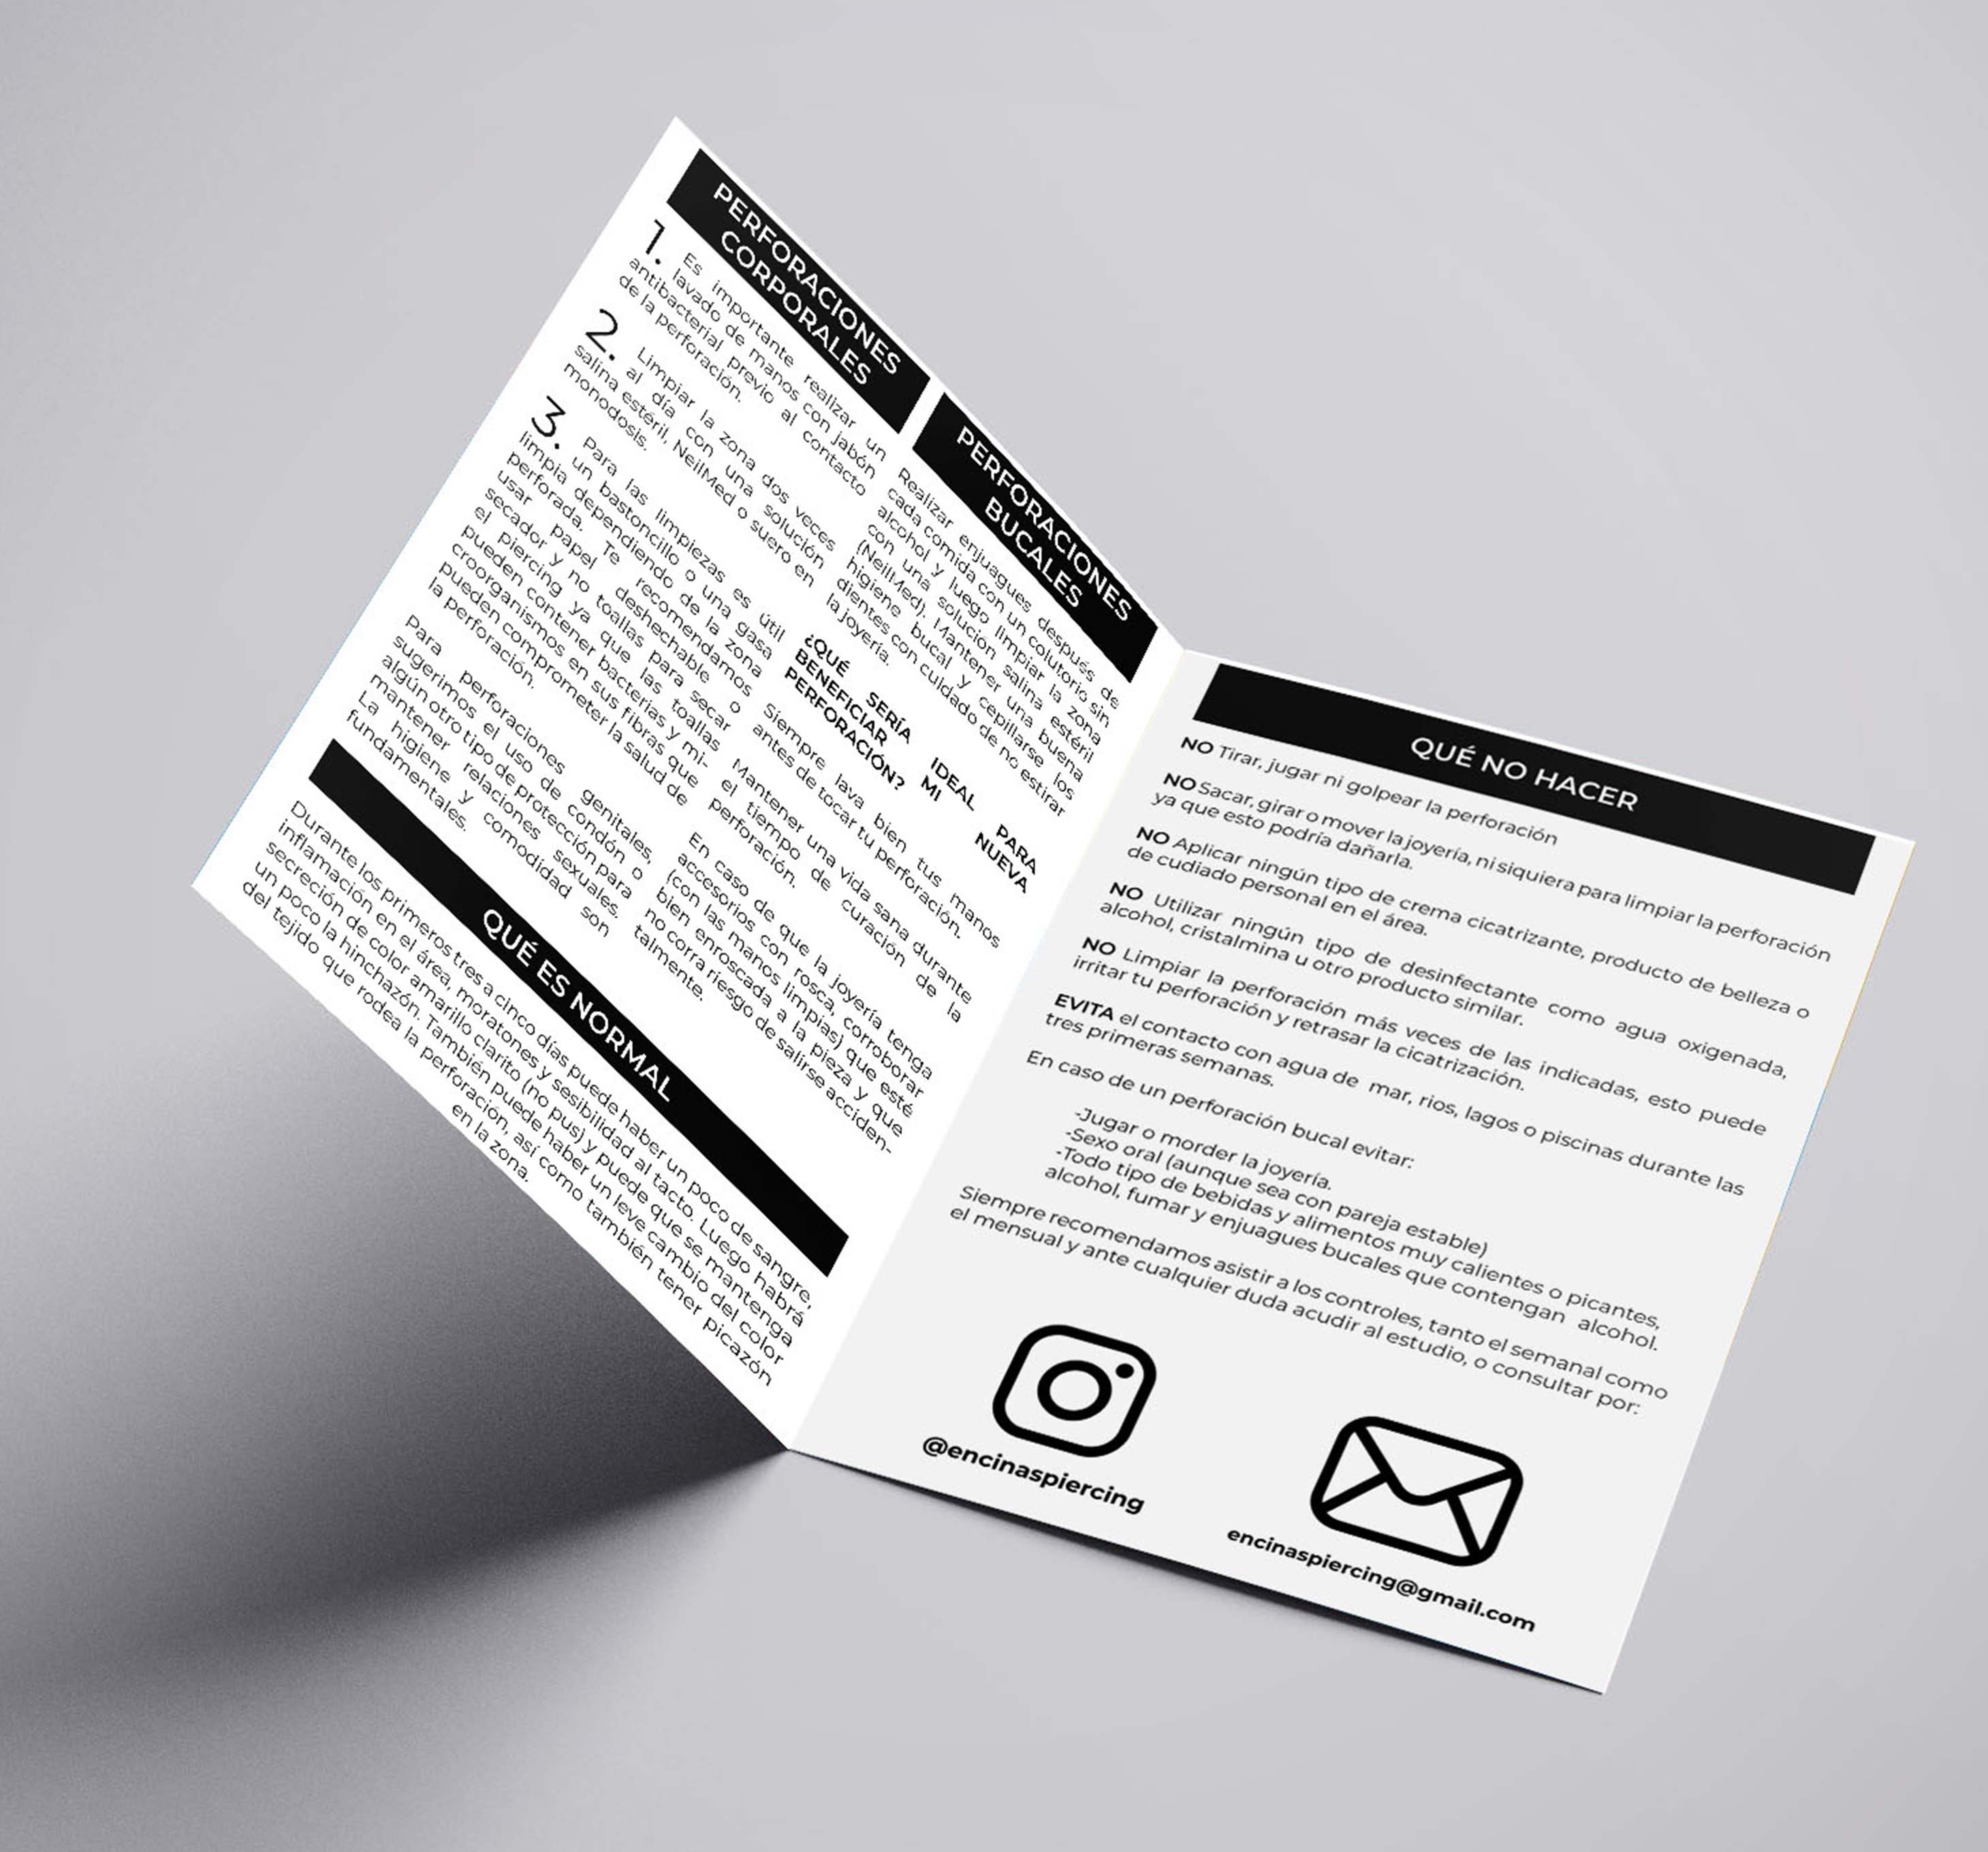 PERFORACIONES
CORPORALES
1. Es importante realizar un
lavado de manos con jabón
antibacterial previo al contacto
de la perforación.
2. Limpiar la zona dos veces
al día con una solución
salina estéril, NeilMed o suero en
monodosis.
3. Para las limpiezas es útil
un bastoncillo o una gasa
limpia dependiendo de la zona
perforada. Te recomendamos
usar papel deshechable o
secador y no toallas para secar
el piercing ya que las toallas
pueden contener bacterias y mi-
croorganismos en sus fibras que
pueden comprometer la salud de
la perforación.
Para perforaciones genitales,
sugerimos el uso de condón o
algún otro tipo de protección para
mantener relaciones sexuales.
La higiene y comodidad son
fundamentales.
PERFORACIONES
BUCALES
Realizar enjuagues después de
cada comida con un colutorio sin
alcohol y luego limpiar la zona
con una solución salina estéril
(NeilMed). Mantener una buena
higiene bucal y cepillarse los
dientes con cuidado de no estirar
la joyería.
¿QUÉ SERÍA IDEAL PARA
BENEFICIAR MI NUEVA
PERFORACIÓN?
Siempre lava bien tus manos
antes de tocar tu perforación.
Mantener una vida sana durante
el tiempo de curación de la
perforación.
En caso de que la joyería tenga
accesorios con rosca, corroborar
(con las manos limpias) que esté
bien enroscada a la pieza y que
no corra riesgo de salirse acciden-
talmente.
QUÉ ES NORMAL
Durante los primeros tres a cinco días puede haber un poco de sangre,
inflamación en el área, moratones y sesibilidad al tacto. Luego habrá
secreción de color amarillo clarito (no pus) y puede que se mantenga
un poco la hinchazón. También puede haber un leve cambio del color
del tejido que rodea la perforación, así como también tener picazón
en la zona.
QUÉ NO HACER
NO Tirar, jugar ni golpear la perforación
NO Sacar, girar o mover la joyería, ni siquiera para limpiar la perforación
ya que esto podría dañarla.
NO Aplicar ningún tipo de crema cicatrizante, producto de belleza o
de cudiado personal en el área.
NO Utilizar ningún tipo de desinfectante como agua oxigenada,
alcohol, cristalmina u otro producto similar.
NO Limpiar la perforación más veces de las indicadas, esto puede
irritar tu perforación y retrasar la cicatrización.
EVITA el contacto con agua de mar, rios, lagos o piscinas durante las
tres primeras semanas.
En caso de un perforación bucal evitar:
-Jugar o morder la joyería.
-Sexo oral (aunque sea con pareja estable)
-Todo tipo de bebidas y alimentos muy calientes o picantes,
alcohol, fumar y enjuagues bucales que contengan alcohol.
Siempre recomendamos asistir a los controles, tanto el semanal como
el mensual y ante cualquier duda acudir al estudio, o consultar por:
@encinaspiercing
encinaspiercing@gmail.com